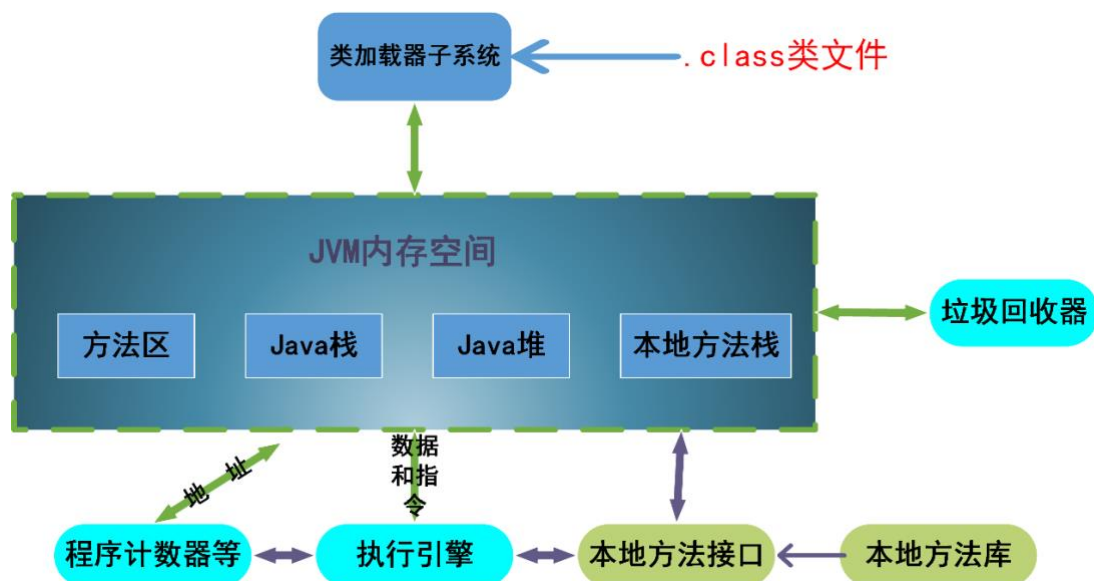 类加载器子系统
.class类文件
JVM内存空间
方法区
Java栈
Java堆
本地方法栈
垃圾回收器
地址
数据
和指
令
程序计数器等
执行引擎
本地方法接口
本地方法库